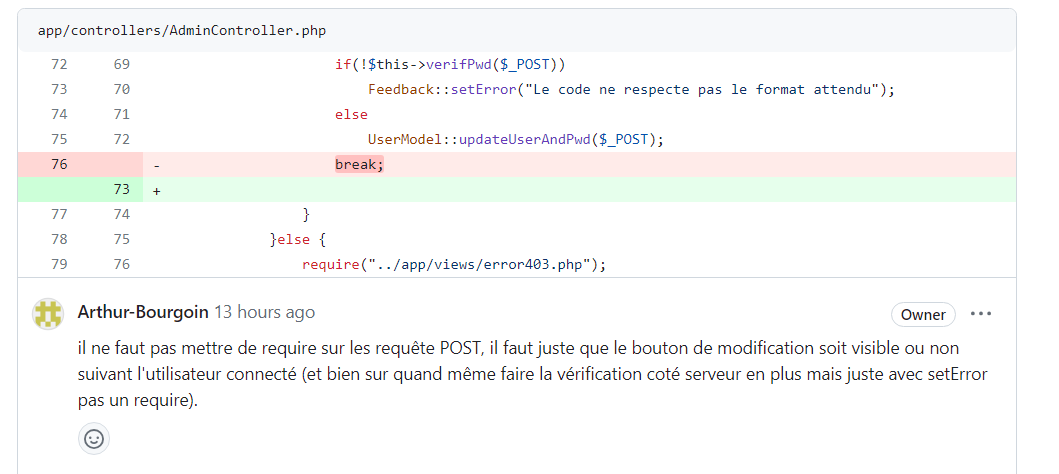 app/controllers/AdminController.php
72 69 if(!$this->verifPwd($_POST))
73 70 Feedback::setError("Le code ne respecte pas le format attendu");
74 71 else
75 72 UserModel::updateUserAndPwd($_POST);
76 - break;
73 +
77 74 }
78 75 }else {
79 76 require("../app/views/error403.php");
Arthur-Bourgoin 13 hours ago Owner ...
il ne faut pas mettre de require sur les requête POST, il faut juste que le bouton de modification soit visible ou non
suivant l'utilisateur connecté (et bien sur quand même faire la vérification coté serveur en plus mais juste avec setError
pas un require).